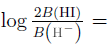 log 2B(HI) / B(H⁻) =